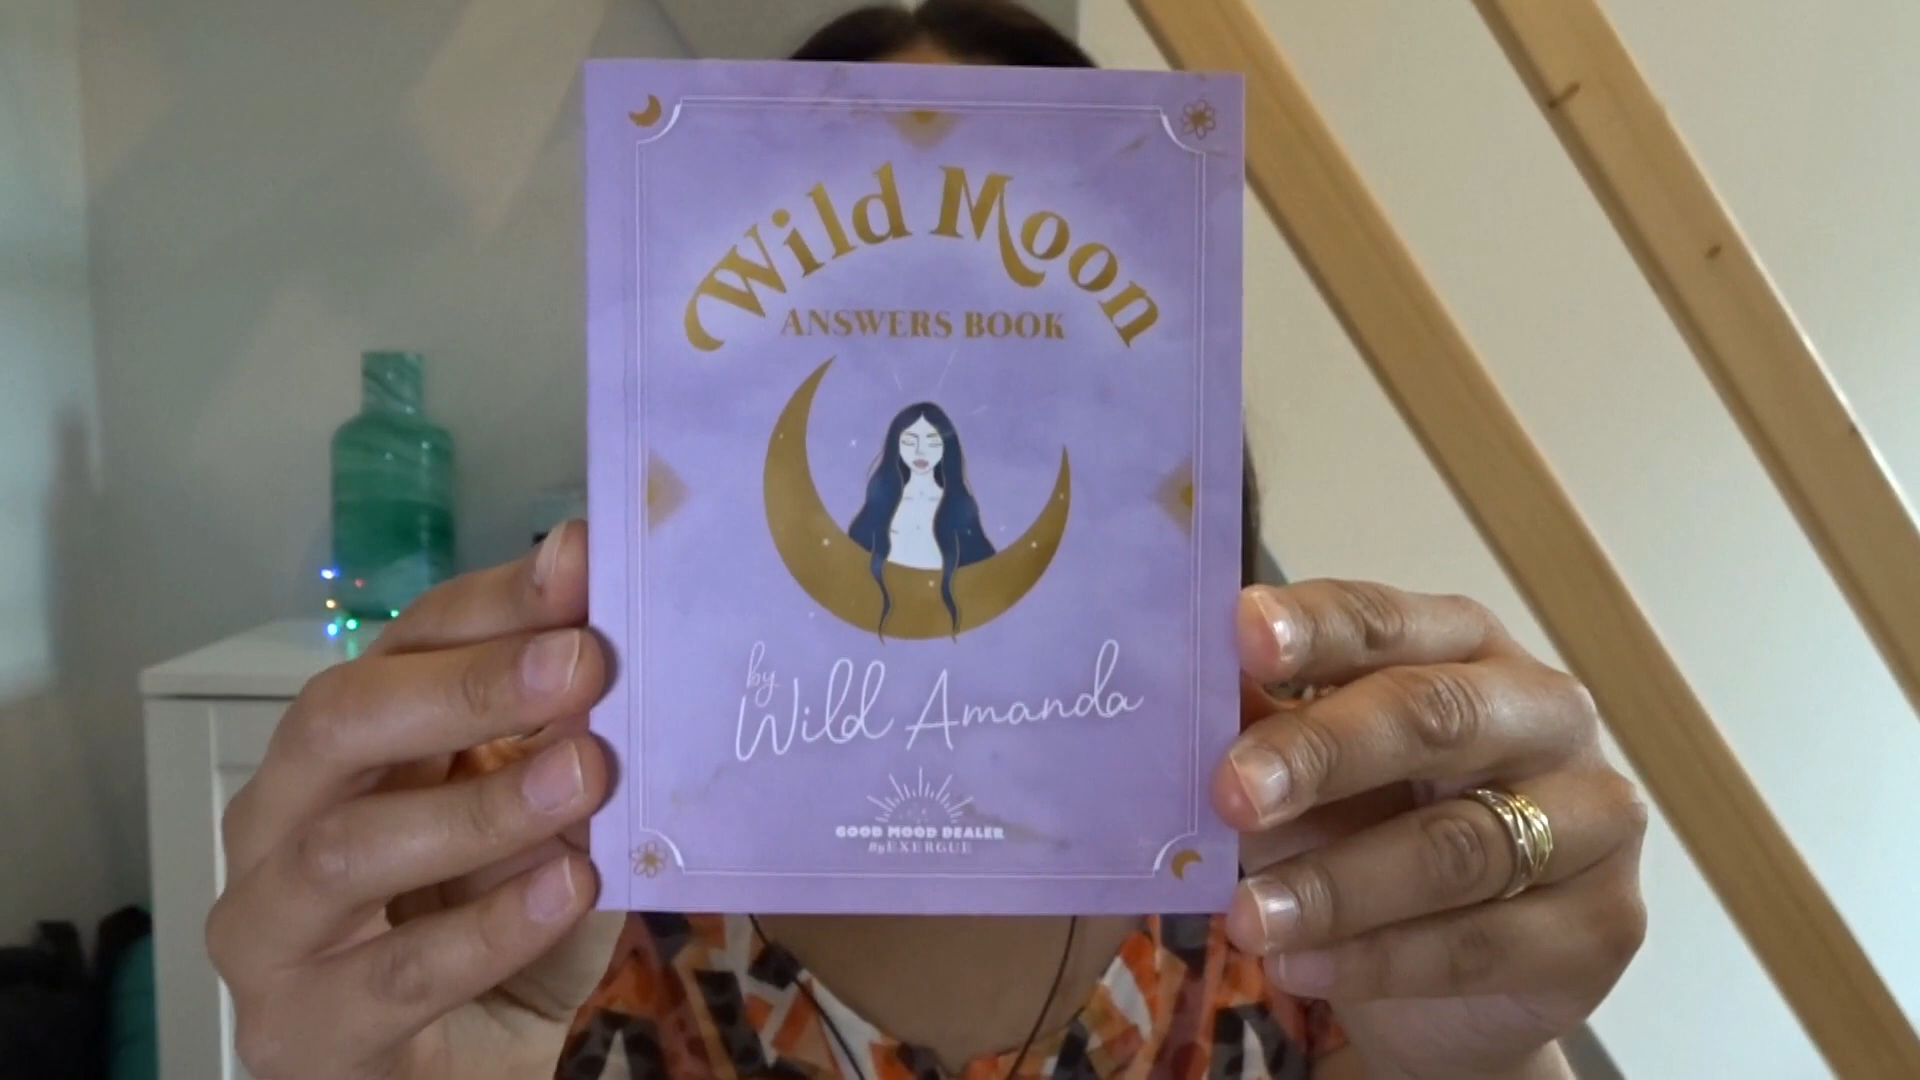 Wild Moon
ANSWERS BOOK
by
Wild Amanda
GOOD MOOD DEALER
By EXERGUE